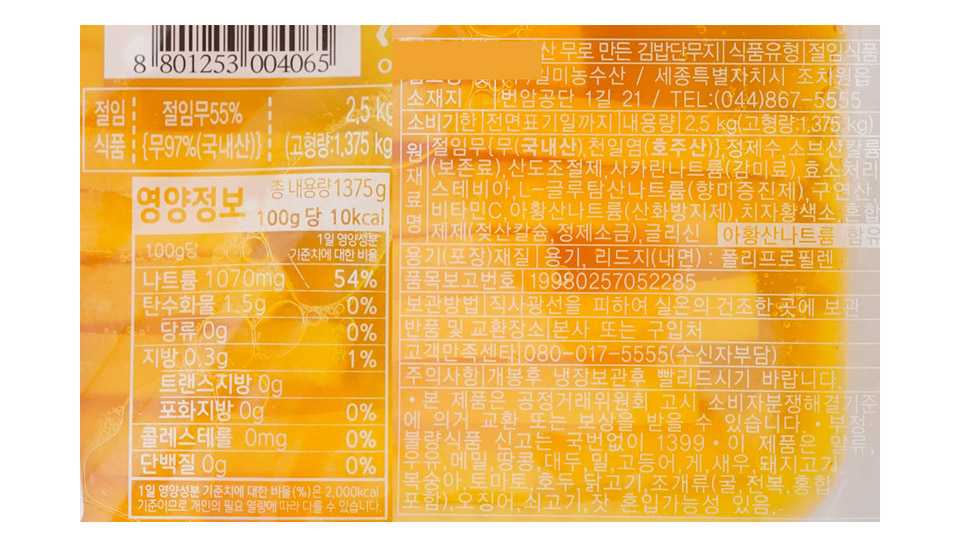 8 801253 004065
절임 식품
절임무55%
{무97%(국내산)}
2,5 kg
(고형량:1,375 kg
영양정보
총 내용량 1375g
100g 당 10kcal
100g당
1일 영양성분
기준치에 대한 비율
나트륨 1070mg 54%
탄수화물 1.5g 0%
당류 0g 0%
지방 0.3g 1%
트랜스지방 0g
포화지방 0g 0%
콜레스테롤 0mg 0%
단백질 0g 0%
1일 영양성분 기준치에 대한 비율(%)은 2,000kcal
기준이므로 개인의 필요 열량에 따라 다를 수 있습니다.
산 무로 만든 김밥단무지 식품유형 절임식품
일미농수산 / 세종특별자치시 조치원읍
소재지 번암공단 1길 21 / TEL:(044)867-5555
소비기한 전면표기일까지 내용량 2,5 kg(고형량:1,375 kg)
원재료명
절임무{무(국내산),천일염(호주산)},정제수,소브산칼륨
(보존료),산도조절제,사카린나트륨(감미료),효소처리
스테비아,L-글루탐산나트륨(향미증진제),구연산,
비타민C,아황산나트륨(산화방지제),치자황색소,혼합
제제(젖산칼슘,정제소금),글리신 아황산나트륨 함유
용기(포장)재질 용기, 리드지(내면) : 폴리프로필렌
품목보고번호 19980257052285
보관방법 직사광선을 피하여 실온의 건조한 곳에 보관
반품 및 교환장소 본사 또는 구입처
고객만족센타 080-017-5555(수신자부담)
주의사항 개봉후 냉장보관후 빨리드시기 바랍니다.
• 본 제품은 공정거래위원회 고시 소비자분쟁해결기준
에 의거 교환 또는 보상을 받을 수 있습니다. • 부정·
불량식품 신고는 국번없이 1399 • 이 제품은 알류,
우유,메밀,땅콩,대두,밀,고등어,게,새우,돼지고기,
복숭아,토마토,호두,닭고기,조개류(굴,전복,홍합
포함),오징어,쇠고기,잣 혼입가능성 있음.